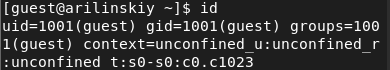 [guest@arilinskiy ~]$ id
uid=1001(guest) gid=1001(guest) groups=100
1(guest) context=unconfined_u:unconfined_r
:unconfined_t:s0-s0:c0.c1023